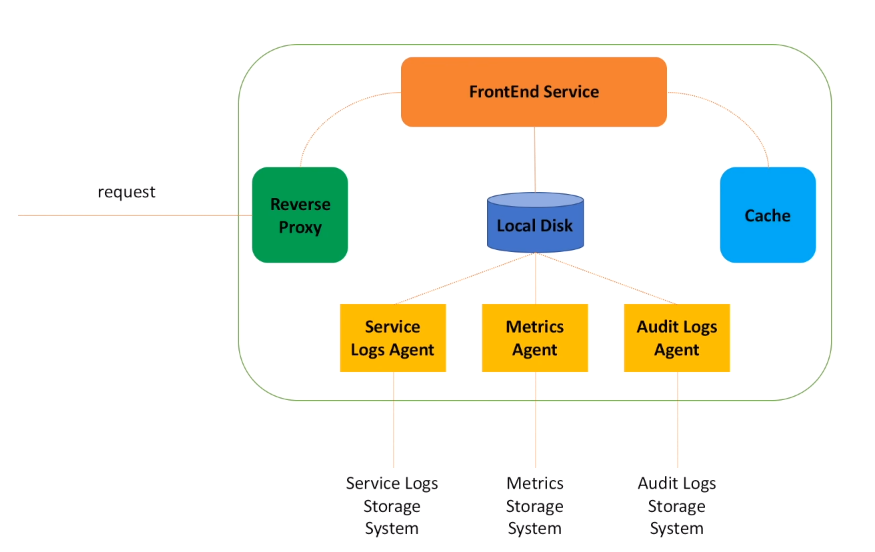 FrontEnd Service
request
Reverse
Proxy
Local Disk
Cache
Service
Logs Agent
Metrics
Agent
Audit Logs
Agent
Service Logs
Storage
System
Metrics
Storage
System
Audit Logs
Storage
System